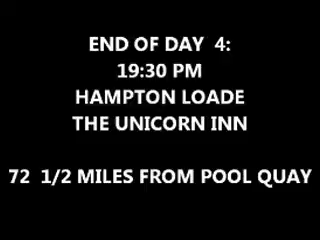 END OF DAY 4:
19:30 PM
HAMPTON LOADE
THE UNICORN INN
72 1/2 MILES FROM POOL QUAY